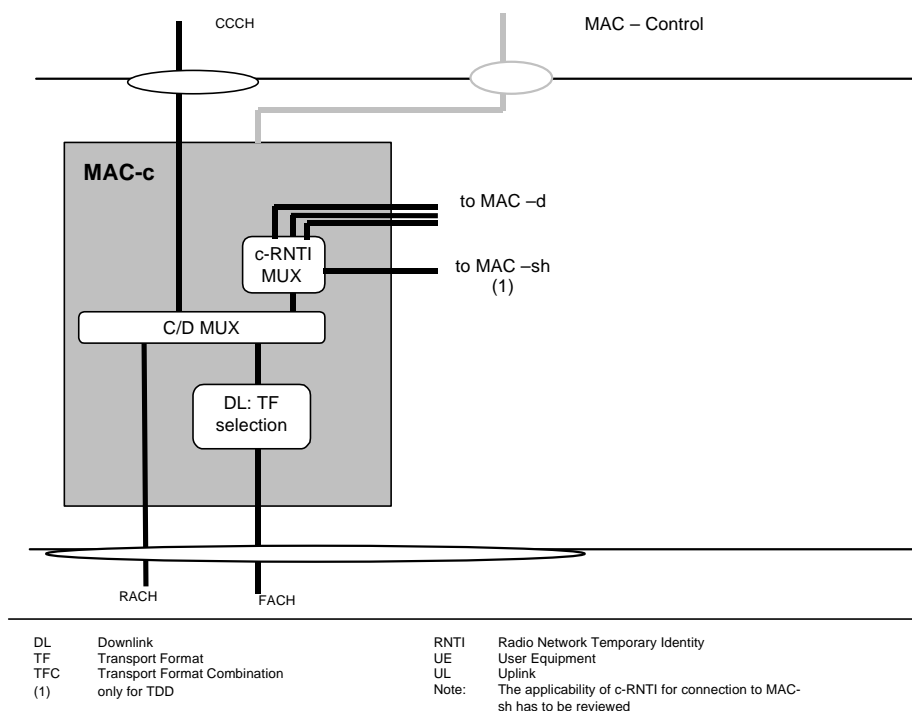 CCCH
MAC – Control
MAC-c
to MAC –d
c-RNTI
MUX
to MAC –sh
(1)
C/D MUX
DL: TF
selection
RACH
FACH
DL Downlink
TF Transport Format
TFC Transport Format Combination
(1) only for TDD
RNTI Radio Network Temporary Identity
UE User Equipment
UL Uplink
Note: The applicability of c-RNTI for connection to MAC-
sh has to be reviewed